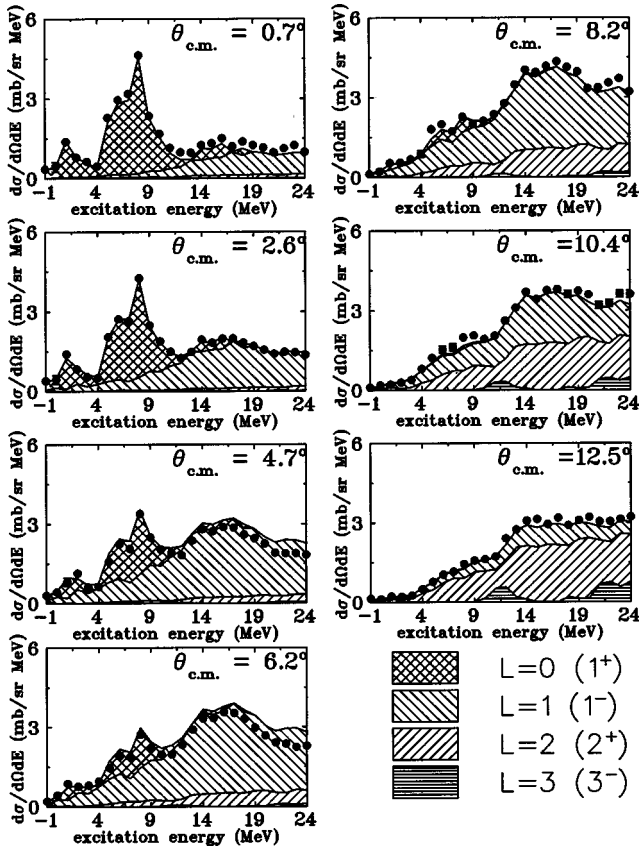 θc.m. = 0.7°
dσ/dΩdE (mb/sr MeV)
6
3
0
-1 4 9 14 19 24
excitation energy (MeV)
θc.m. = 2.6°
dσ/dΩdE (mb/sr MeV)
6
3
0
-1 4 9 14 19 24
excitation energy (MeV)
θc.m. = 4.7°
dσ/dΩdE (mb/sr MeV)
6
3
0
-1 4 9 14 19 24
excitation energy (MeV)
θc.m. = 6.2°
dσ/dΩdE (mb/sr MeV)
6
3
0
-1 4 9 14 19 24
excitation energy (MeV)
θc.m. = 8.2°
dσ/dΩdE (mb/sr MeV)
6
3
0
-1 4 9 14 19 24
excitation energy (MeV)
θc.m. =10.4°
dσ/dΩdE (mb/sr MeV)
6
3
0
-1 4 9 14 19 24
excitation energy (MeV)
θc.m. =12.5°
dσ/dΩdE (mb/sr MeV)
6
3
0
-1 4 9 14 19 24
excitation energy (MeV)
L=0 (1⁺)
L=1 (1⁻)
L=2 (2⁺)
L=3 (3⁻)